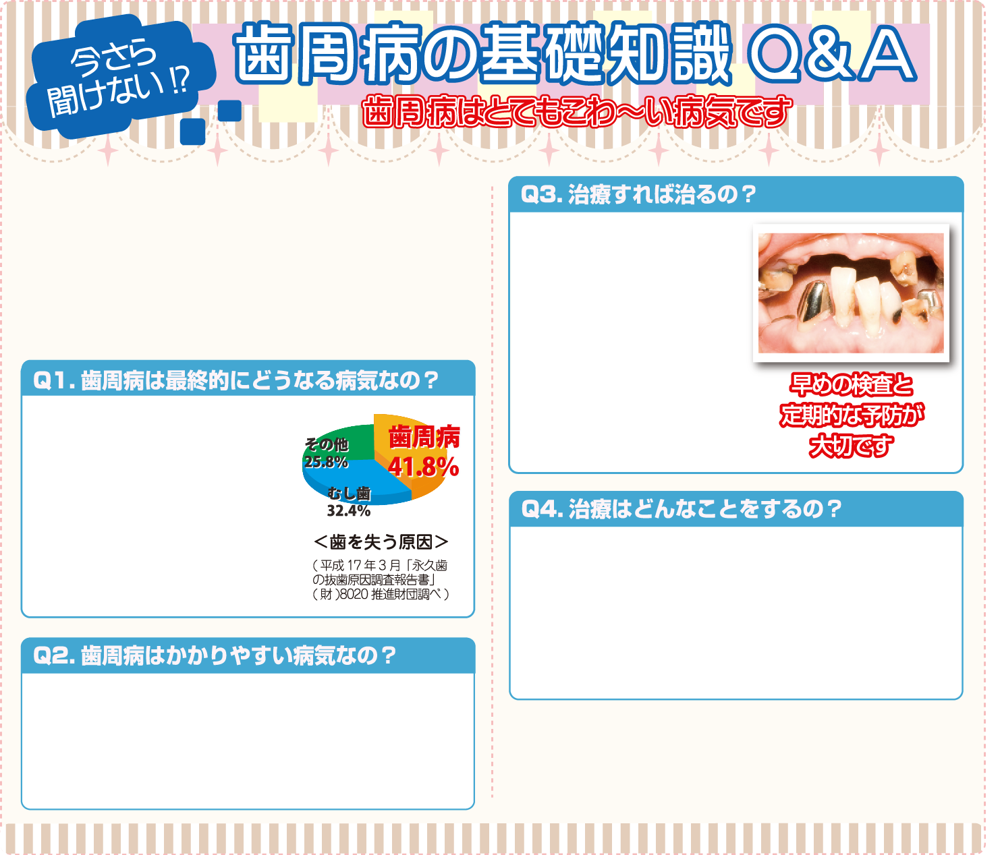 今さら
聞けない!?
歯周病の基礎知識 Q&A
歯周病はとてもこわ〜い病気です
Q1. 歯周病は最終的にどうなる病気なの？
歯周病
41.8%
その他
25.8%
むし歯
32.4%
＜歯を失う原因＞
( 平成 17 年 3 月「永久歯
の抜歯原因調査報告書」
( 財 )8020 推進財団調べ )
Q2. 歯周病はかかりやすい病気なの？
Q3. 治療すれば治るの？
早めの検査と
定期的な予防が
大切です
Q4. 治療はどんなことをするの？